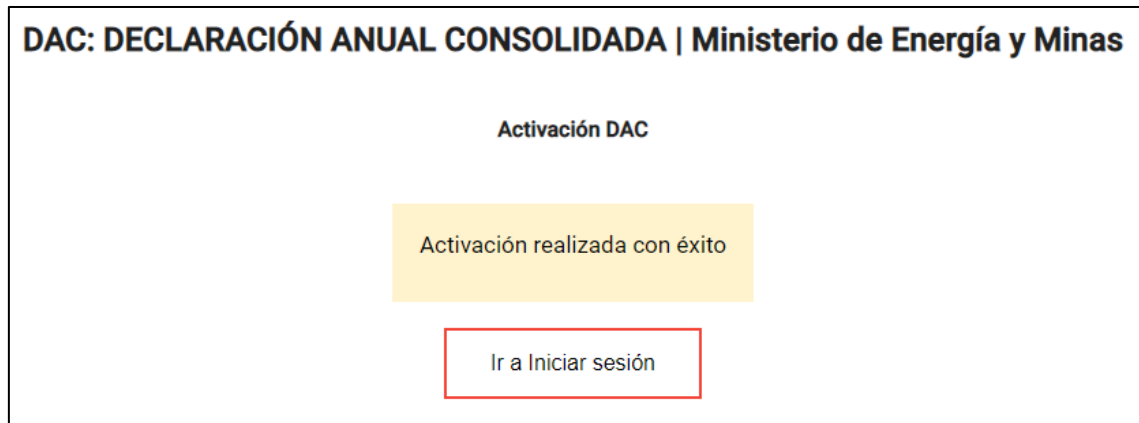 DAC: DECLARACIÓN ANUAL CONSOLIDADA | Ministerio de Energía y Minas
Activación DAC
Activación realizada con éxito
Ir a Iniciar sesión